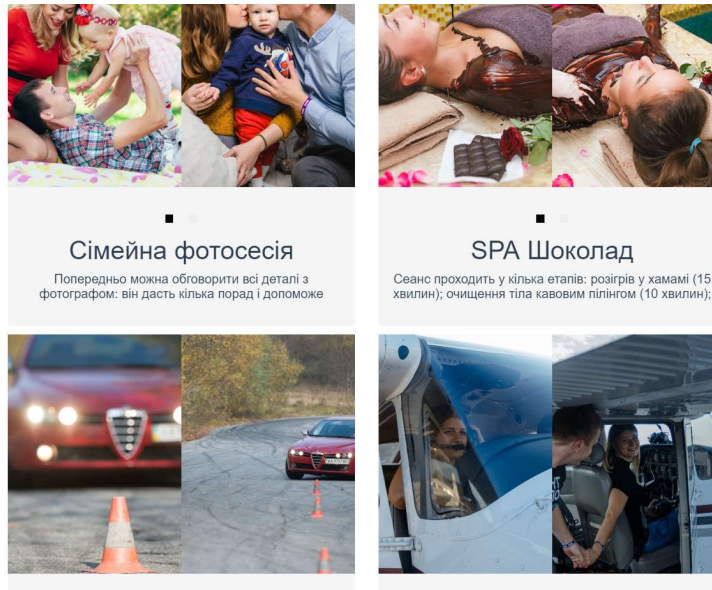 Сімейна фотосесія
Попередньо можна обговорити всі деталі з
фотографом: він дасть кілька порад і допоможе
SPA Шоколад
Сеанс проходить у кілька етапів: розігрів у хамамі (15
хвилин); очищення тіла кавовим пілінгом (10 хвилин);